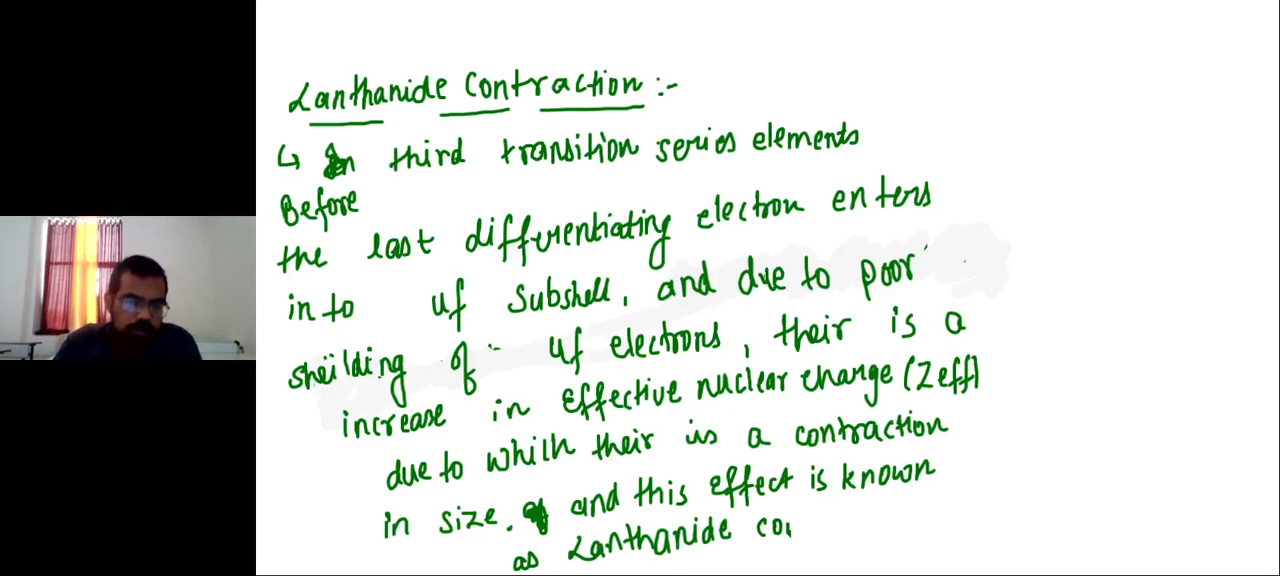 Lanthanide Contraction :-
↳ In third transition series elements
Before
the last differentiating electron enters
in to 4f Subshell, and due to poor
sheilding of 4f electrons, their is a
increase in effective nuclear charge (Zeff)
due to which their is a contraction
in size. and this effect is known
as Lanthanide co